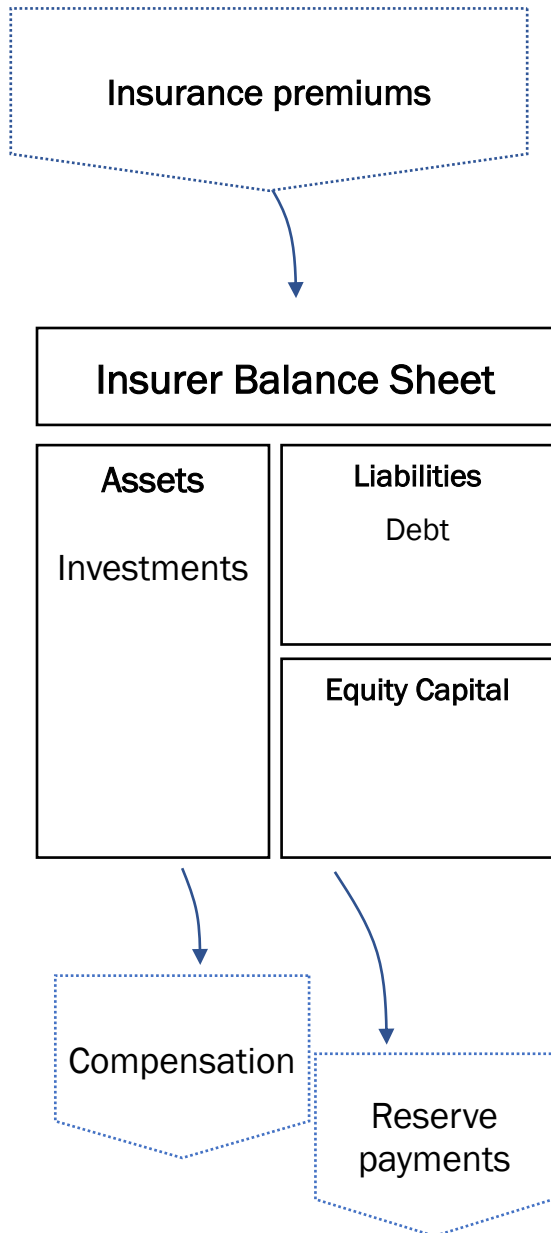 Insurance premiums
Insurer Balance Sheet
Assets
Investments
Liabilities
Debt
Equity Capital
Compensation
Reserve
payments